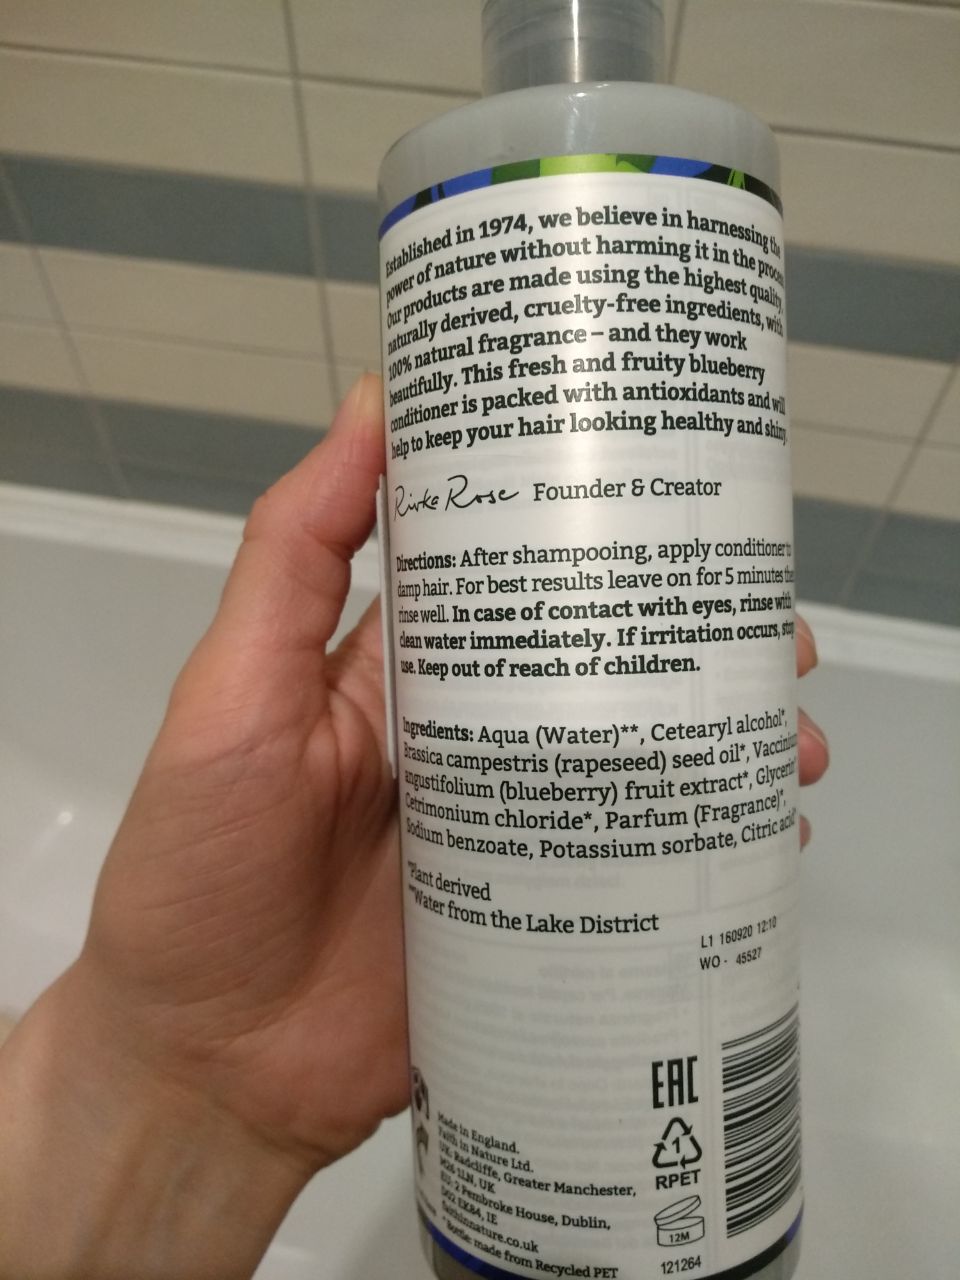 Established in 1974, we believe in harnessing the
power of nature without harming it in the process
Our products are made using the highest quality,
naturally derived, cruelty-free ingredients, with
100% natural fragrance – and they work
beautifully. This fresh and fruity blueberry
conditioner is packed with antioxidants and will
help to keep your hair looking healthy and shiny.
Rivka Rose Founder & Creator
Directions: After shampooing, apply conditioner to
damp hair. For best results leave on for 5 minutes then
rinse well. In case of contact with eyes, rinse with
clean water immediately. If irritation occurs, stop
use. Keep out of reach of children.
Ingredients: Aqua (Water)**, Cetearyl alcohol*,
Brassica campestris (rapeseed) seed oil*, Vaccinium
angustifolium (blueberry) fruit extract*, Glycerin*
Cetrimonium chloride*, Parfum (Fragrance)*,
Sodium benzoate, Potassium sorbate, Citric acid*
*Plant derived
**Water from the Lake District
L1 160920 12:10
WO - 45527
EAC
1
RPET
12M
121264
Made in England.
Faith in Nature Ltd.
UK: Radcliffe, Greater Manchester,
M26 1LN, UK
EU: 2 Pembroke House, Dublin,
D02 EK84, IE
faithinnature.co.uk
* Bottle: made from Recycled PET